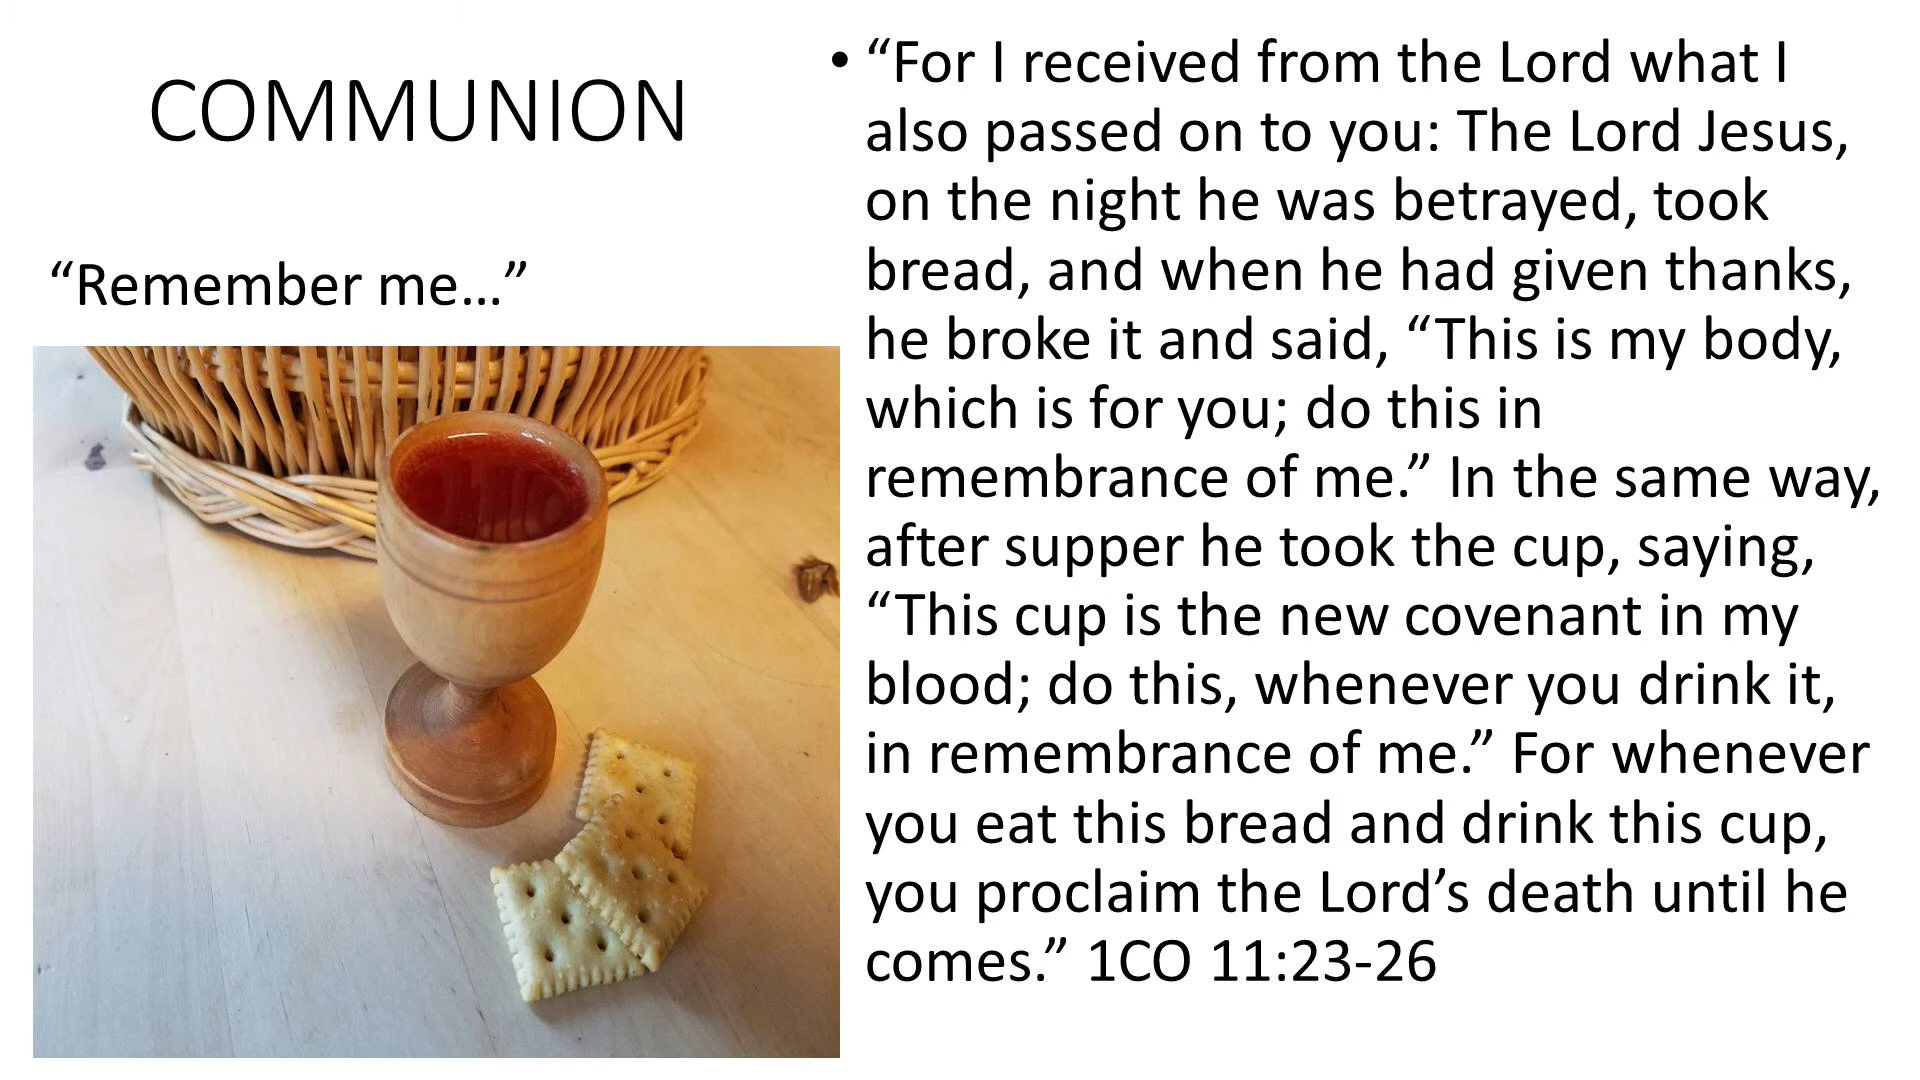 COMMUNION
“Remember me…”
• “For I received from the Lord what I
also passed on to you: The Lord Jesus,
on the night he was betrayed, took
bread, and when he had given thanks,
he broke it and said, “This is my body,
which is for you; do this in
remembrance of me.” In the same way,
after supper he took the cup, saying,
“This cup is the new covenant in my
blood; do this, whenever you drink it,
in remembrance of me.” For whenever
you eat this bread and drink this cup,
you proclaim the Lord’s death until he
comes.” 1CO 11:23-26